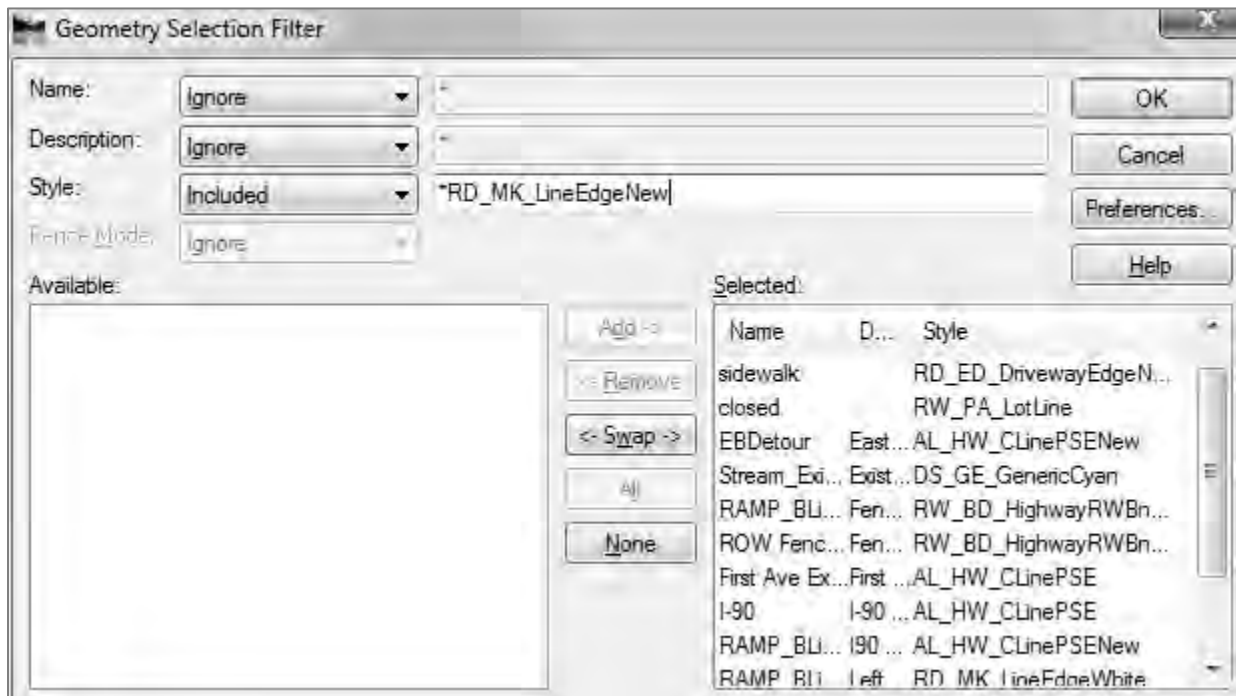 Geometry Selection Filter
Name: Ignore *
Description: Ignore *
Style: Included *RD_MK_LineEdgeNew
Fence Mode: Ignore
OK
Cancel
Preferences...
Help
Available:
Add ->
<- Remove
<- Swap ->
All
None
Selected:
Name D... Style
sidewalk RD_ED_DrivewayEdgeN...
closed RW_PA_LotLine
EBDetour East... AL_HW_CLinePSENew
Stream_Exi... Exist... DS_GE_GenericCyan
RAMP_BLi... Fen... RW_BD_HighwayRWBn...
ROW Fenc... Fen... RW_BD_HighwayRWBn...
First Ave Ex... First ... AL_HW_CLinePSE
I-90 I-90 ... AL_HW_CLinePSE
RAMP_BLi... I90 ... AL_HW_CLinePSENew
RAMP_BLi... Left RD_MK_LineEdgeWhite